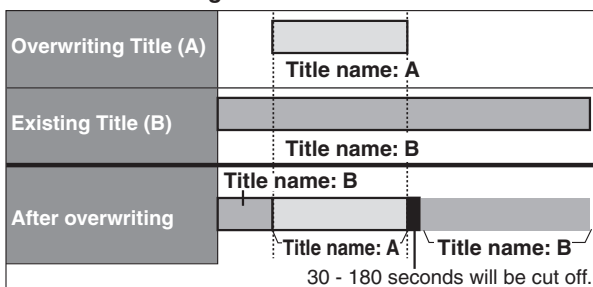 Overwriting Title (A)
Title name: A
Existing Title (B)
Title name: B
Title name: B
After overwriting
Title name: A
Title name: B
30 - 180 seconds will be cut off.